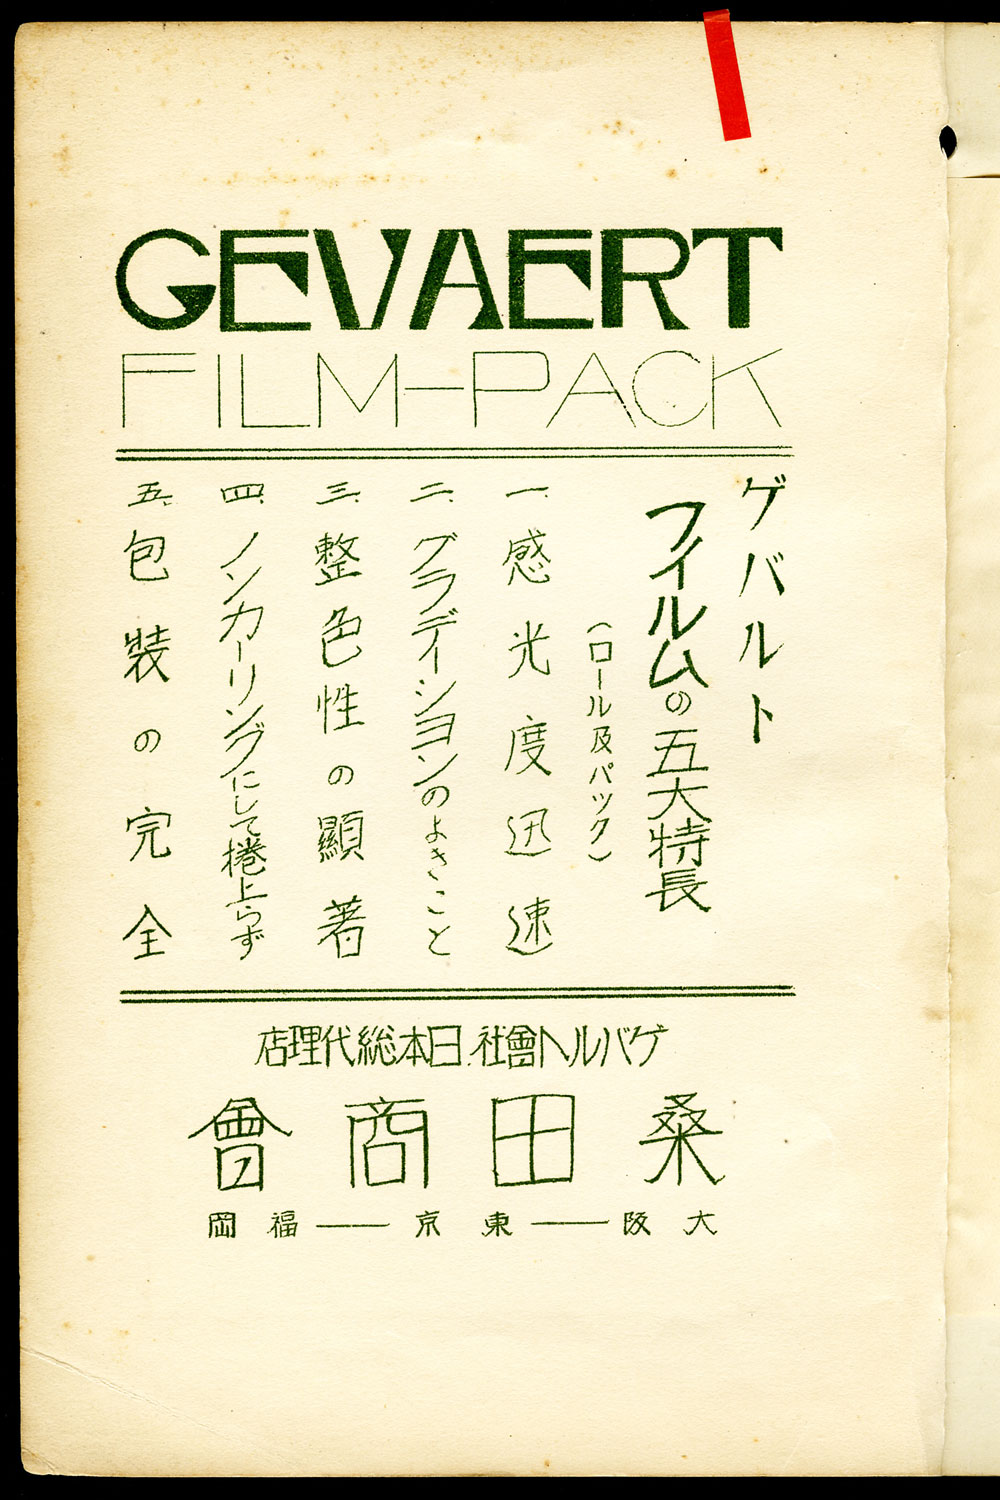 GEVAERT
FILM-PACK
ゲバルト
フイルムの五大特長
(ロール及パック)
一、感光度迅速
二、グラデイシヨンのよきこと
三、整色性の顯著
四、ノンカーリングにして捲上らず
五、包裝の完全
ゲバルト會社日本総代理店
桑田商會
大阪——東京——福岡